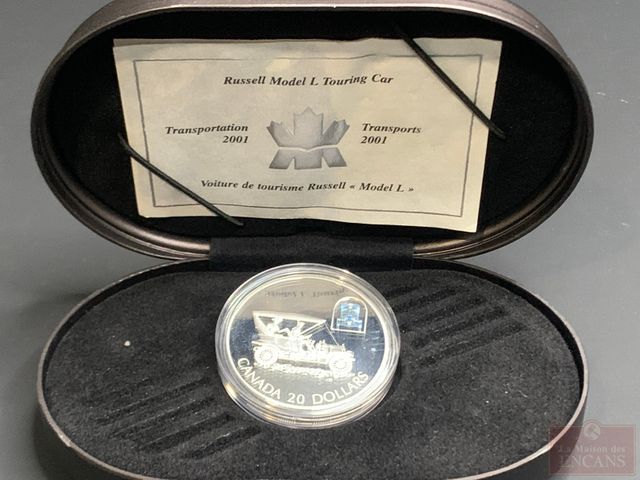 Russell Model L Touring Car
Transportation
2001
Transports
2001
Voiture de tourisme Russell « Model L »
CANADA 20 DOLLARS
La Maison des
ENCANS